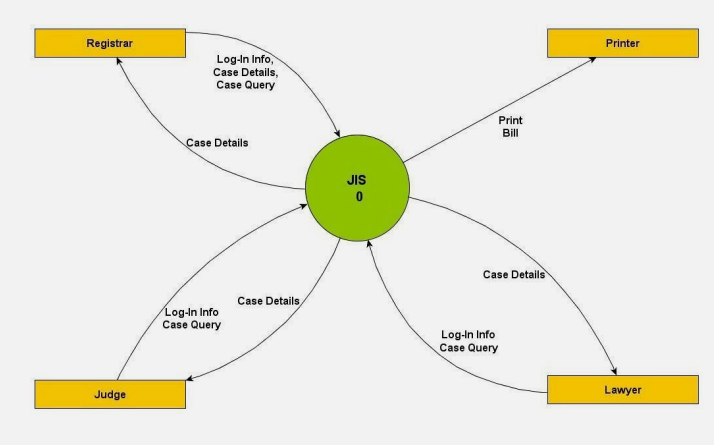 Registrar
Printer
Log-In Info,
Case Details,
Case Query
Print
Bill
Case Details
JIS
0
Case Details
Case Details
Log-In Info
Case Query
Log-In Info
Case Query
Judge
Lawyer